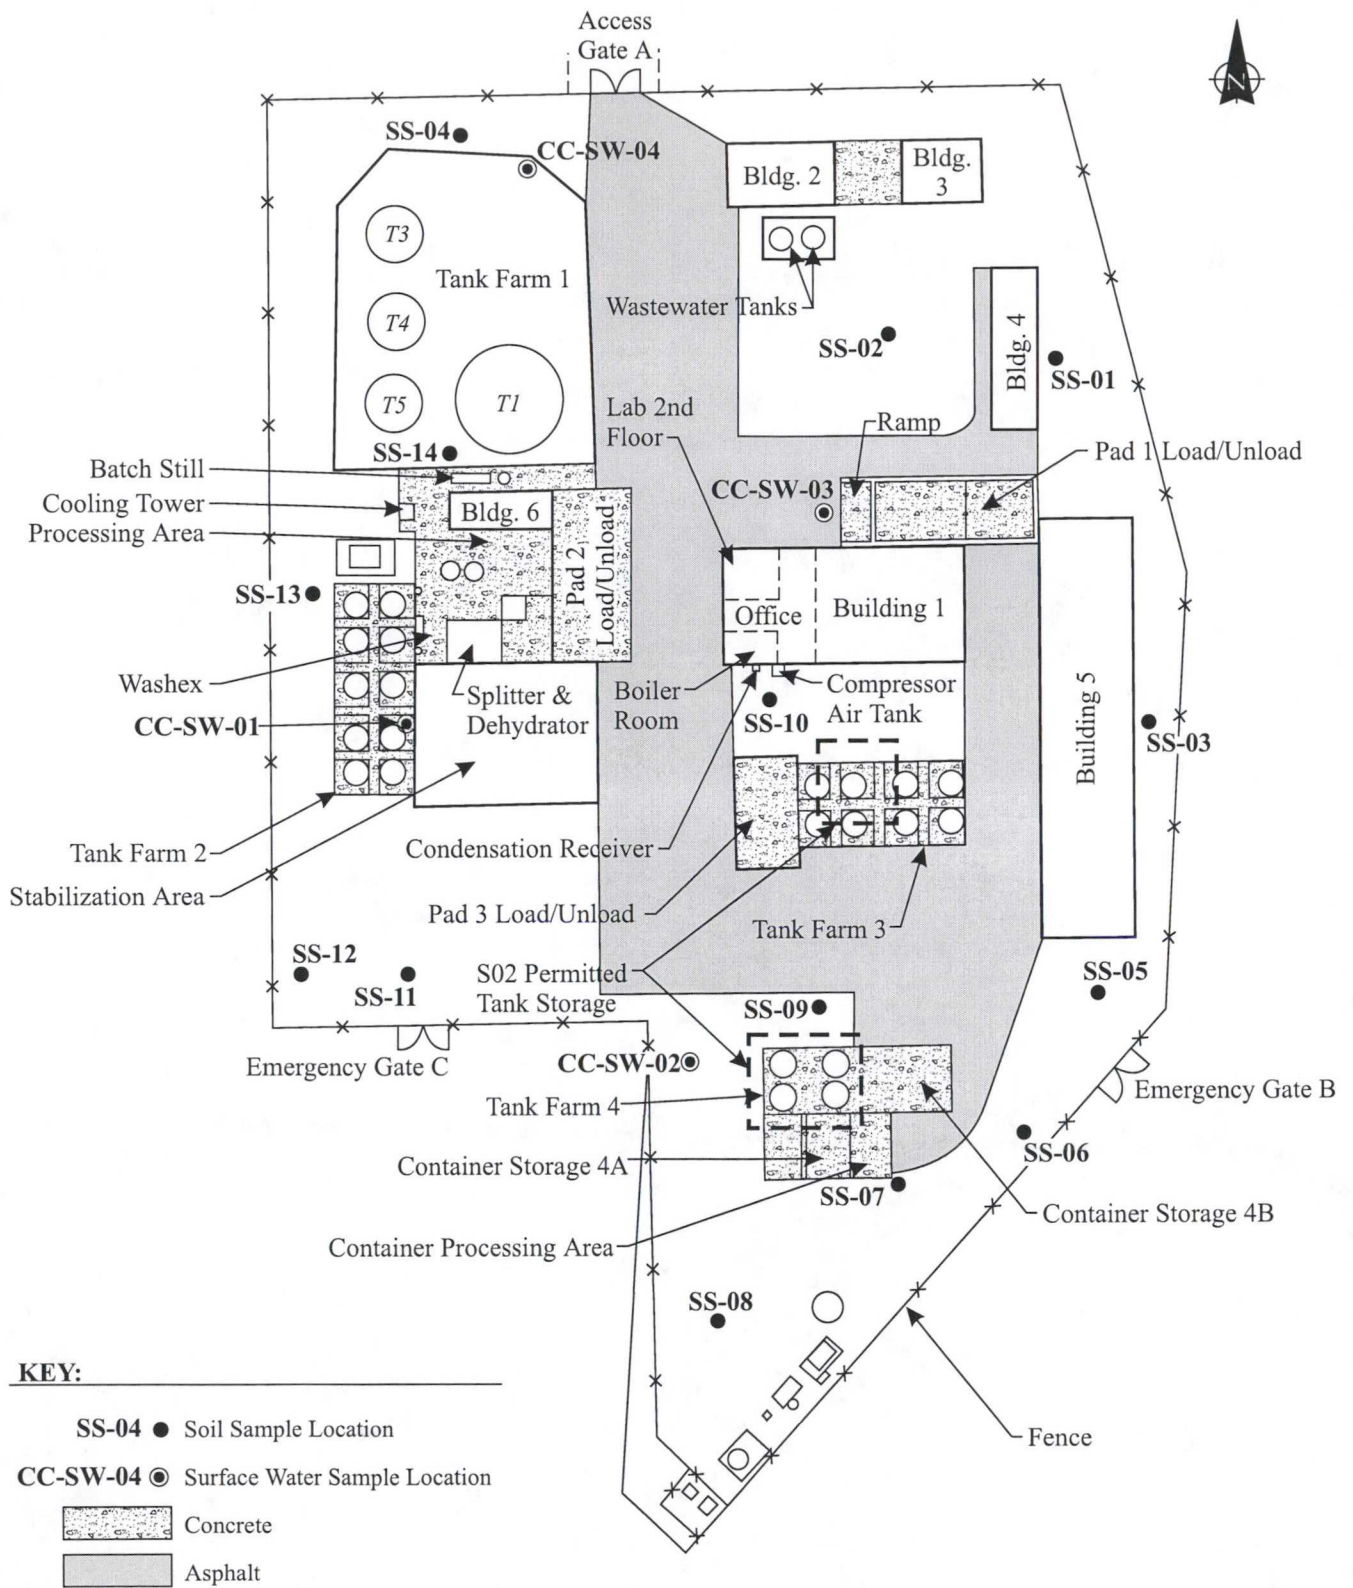 Access
Gate A
N
SS-04
CC-SW-04
Bldg. 2
Bldg.
3
T3
Tank Farm 1
T4
T5
T1
Wastewater Tanks
SS-02
Bldg. 4
SS-01
Lab 2nd
Floor
Ramp
Pad 1 Load/Unload
SS-14
Batch Still
Cooling Tower
Processing Area
Bldg. 6
Pad 2
Load/Unload
CC-SW-03
SS-13
Office
Building 1
Washex
CC-SW-01
Splitter &
Dehydrator
Boiler
Room
Compressor
Air Tank
SS-10
Building 5
SS-03
Tank Farm 2
Stabilization Area
Condensation Receiver
Pad 3 Load/Unload
Tank Farm 3
SS-12
SS-11
S02 Permitted
Tank Storage
SS-09
SS-05
Emergency Gate C
CC-SW-02
Tank Farm 4
Emergency Gate B
SS-06
Container Storage 4A
SS-07
Container Storage 4B
Container Processing Area
SS-08
Fence
KEY:
SS-04 Soil Sample Location
CC-SW-04 Surface Water Sample Location
Concrete
Asphalt